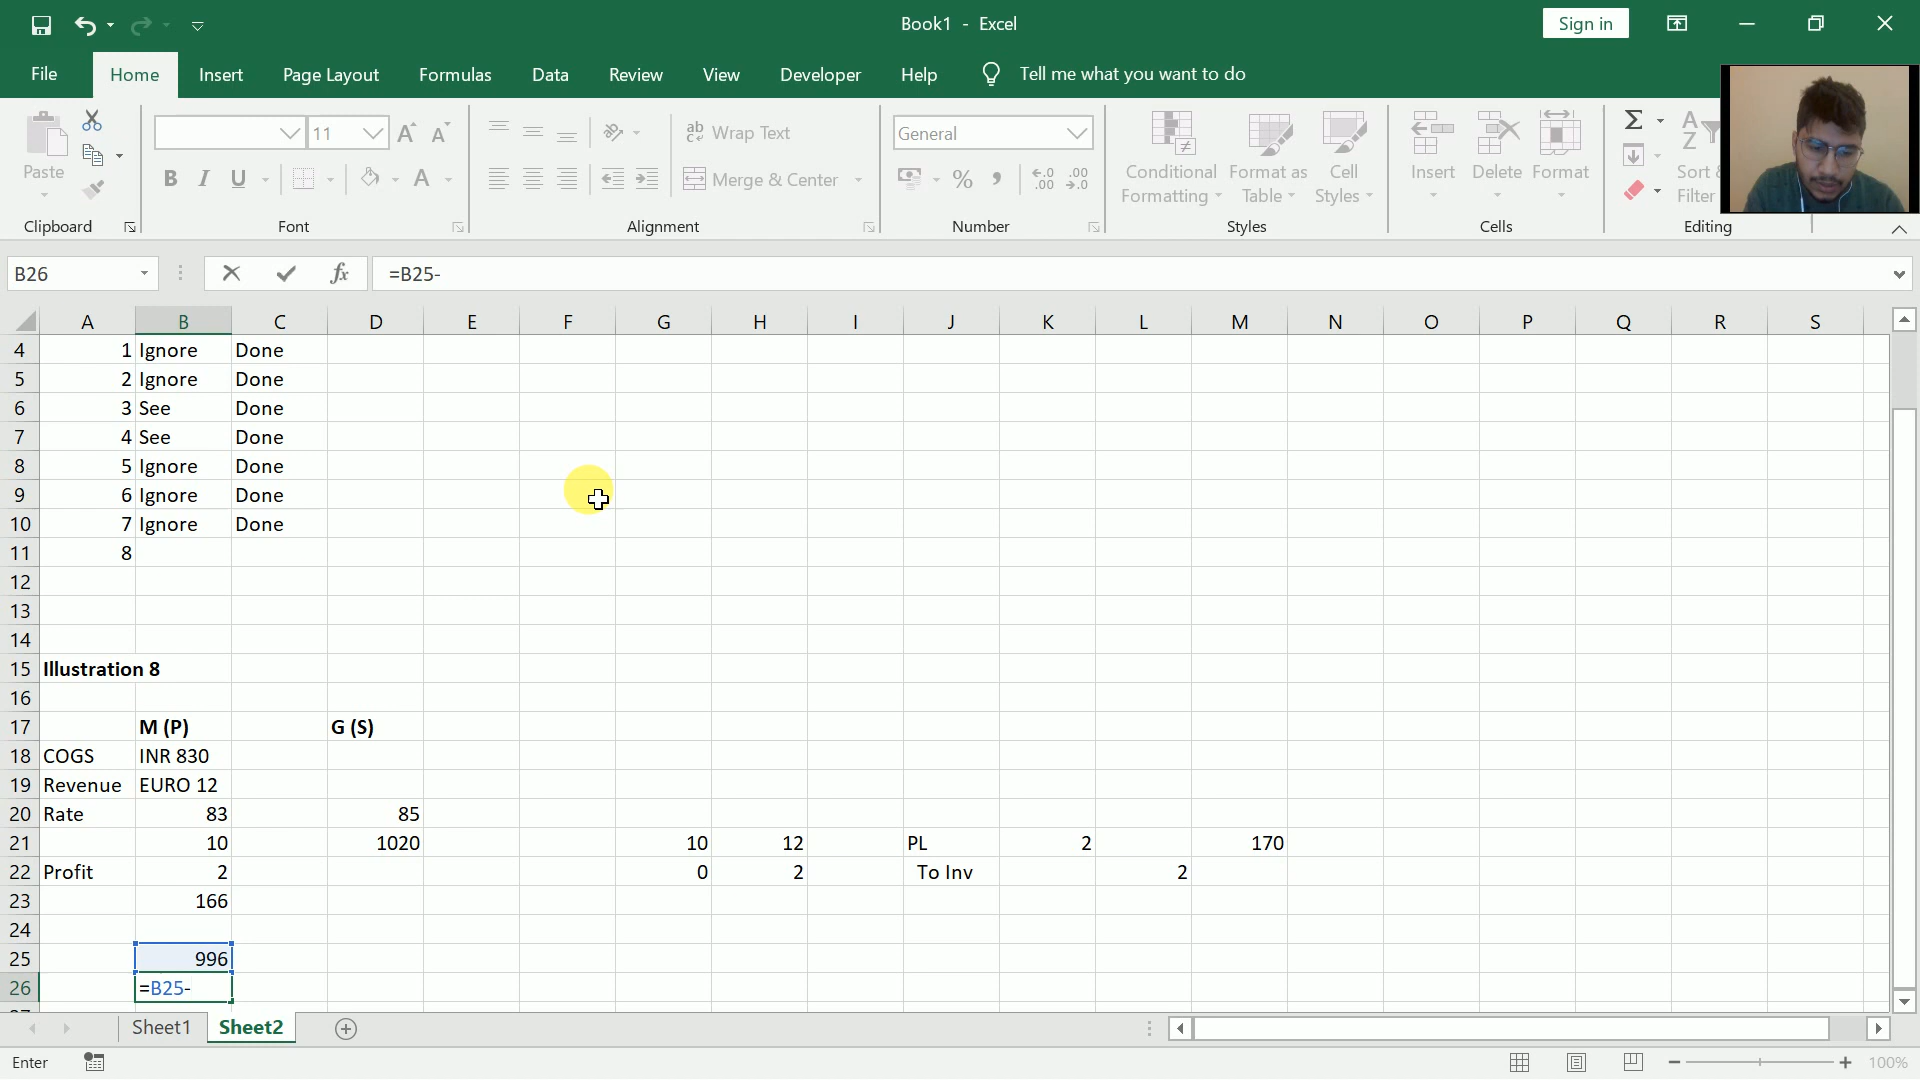 Book1 - Excel
Sign in
File Home Insert Page Layout Formulas Data Review View Developer Help Tell me what you want to do
11 General
Paste Wrap Text Merge & Center
Conditional Formatting Format as Table Cell Styles Insert Delete Format Sort & Filter
Clipboard Font Alignment Number Styles Cells Editing
B26 fx =B25-
A B C D E F G H I J K L M N O P Q R S
4 1 Ignore Done
5 2 Ignore Done
6 3 See Done
7 4 See Done
8 5 Ignore Done
9 6 Ignore Done
10 7 Ignore Done
11 8
12
13
14
15 Illustration 8
16
17 M (P) G (S)
18 COGS INR 830
19 Revenue EURO 12
20 Rate 83 85
21 10 1020 10 12 PL 2 170
22 Profit 2 0 2 To Inv 2
23 166
24
25 996
26 =B25-
Sheet1 Sheet2
Enter 100%